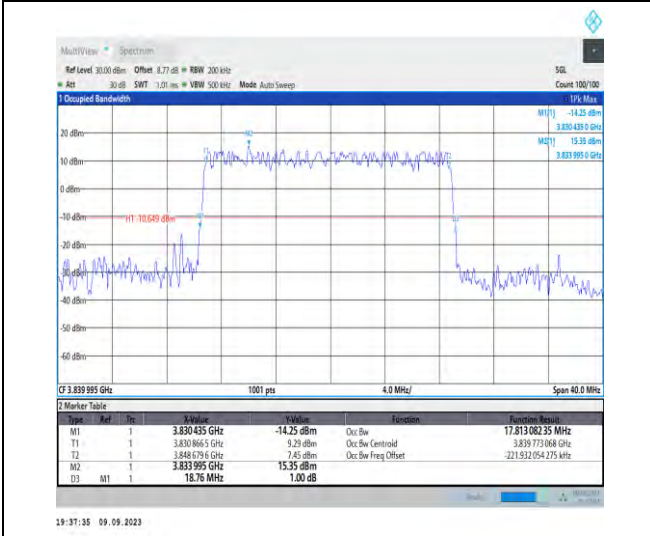 MultiView Spectrum
Ref Level 30.00 dBm Offset 8.77 dB RBW 200 kHz SGL
Att 30 dB SWT 1.01 ms VBW 500 kHz Mode Auto Sweep Count 100/100
1 Occupied Bandwidth 1Pk Max
M1[1] -14.25 dBm
3.830 435 0 GHz
M2[1] 15.35 dBm
3.833 995 0 GHz
20 dBm
M2
10 dBm
0 dBm
-10 dBm
H1 -10.649 dBm
-20 dBm
-30 dBm
-40 dBm
-50 dBm
-60 dBm
CF 3.839 995 GHz 1001 pts 4.0 MHz/ Span 40.0 MHz
2 Marker Table
Type Ref Trc X-Value Y-Value Function Function Result
M1 1 3.830 435 GHz -14.25 dBm Occ Bw 17.813 082 35 MHz
T1 1 3.830 866 5 GHz 9.29 dBm Occ Bw Centroid 3.839 773 068 GHz
T2 1 3.848 679 6 GHz 7.45 dBm Occ Bw Freq Offset -221.932 054 275 kHz
M2 1 3.833 995 GHz 15.35 dBm
D3 M1 1 18.76 MHz 1.00 dB
19:37:35 09.09.2023